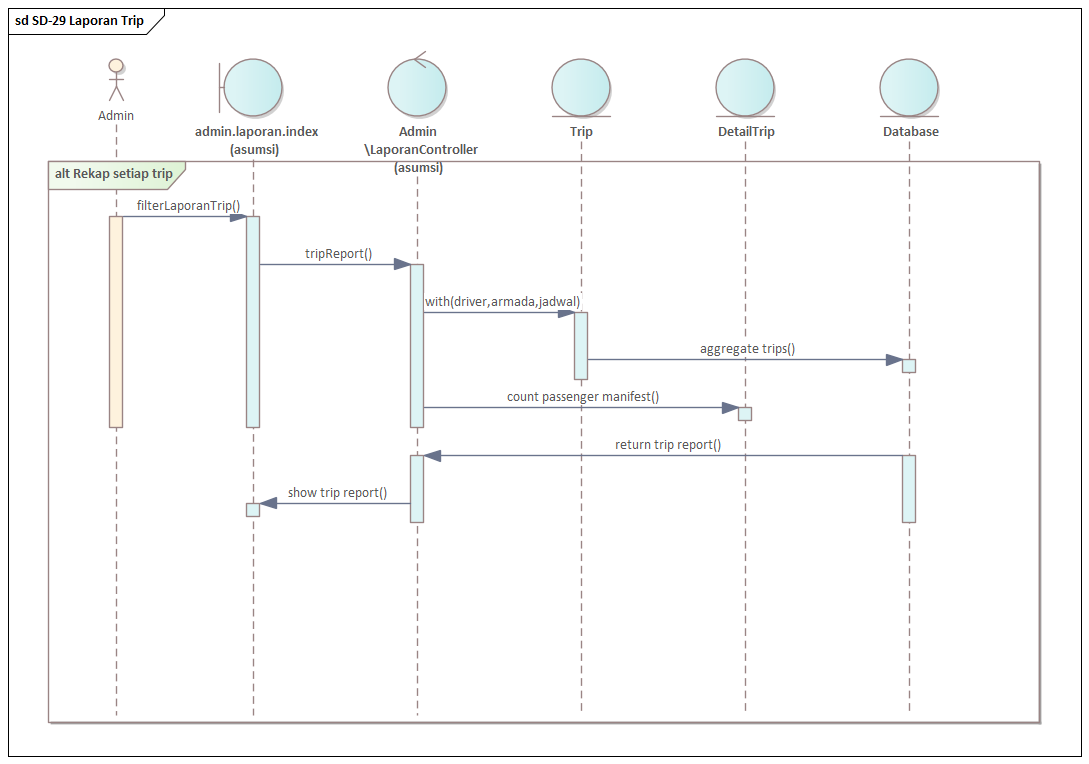 sd SD-29 Laporan Trip
Admin
admin.laporan.index
(asumsi)
Admin
\LaporanController
(asumsi)
Trip
DetailTrip
Database
alt Rekap setiap trip
filterLaporanTrip()
tripReport()
with(driver,armada,jadwal)
aggregate trips()
count passenger manifest()
return trip report()
show trip report()